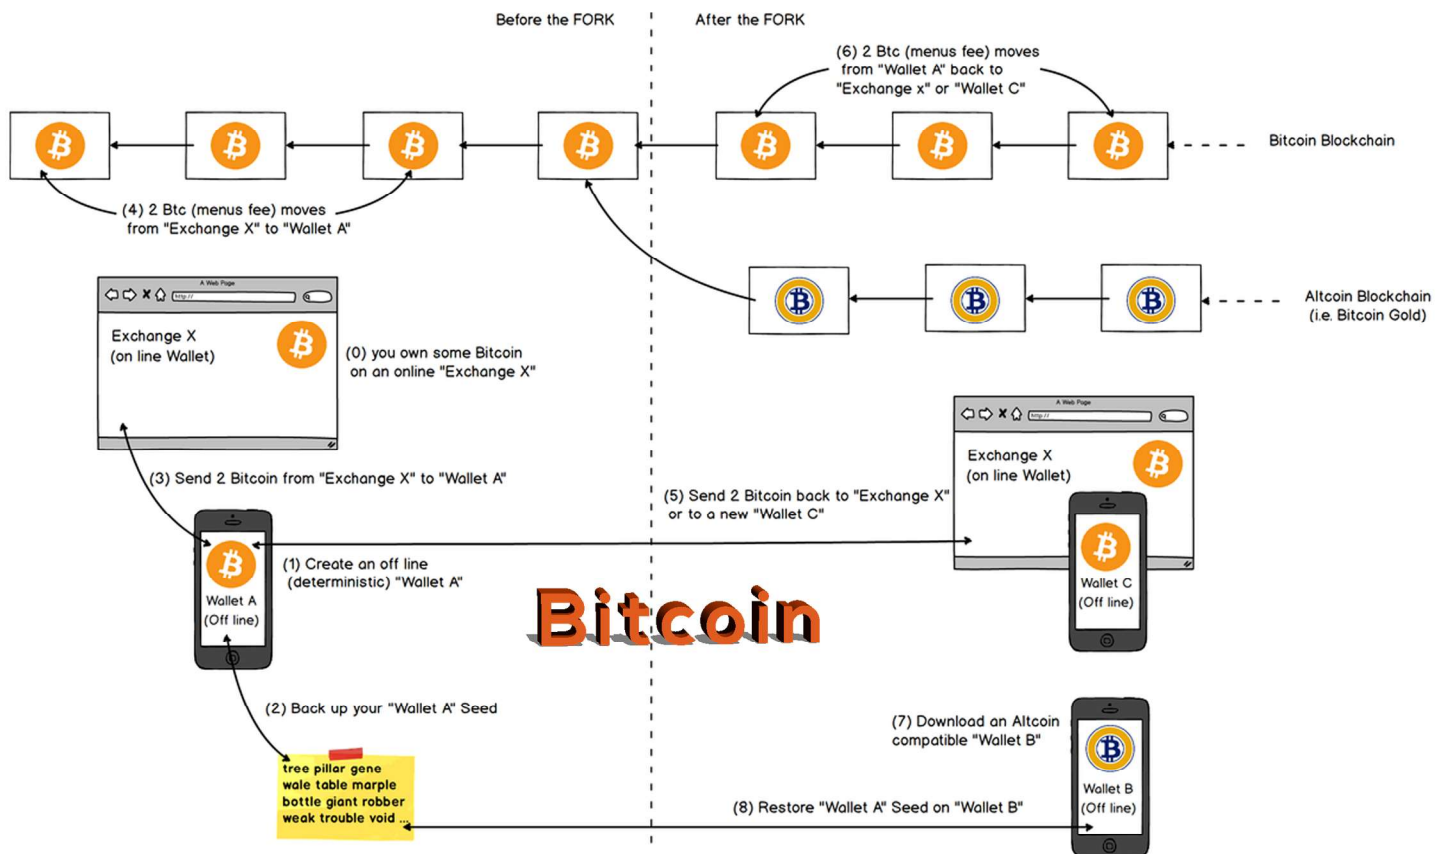 Before the FORK
After the FORK
(6) 2 Btc (menus fee) moves
from "Wallet A" back to
"Exchange x" or "Wallet C"
Bitcoin Blockchain
(4) 2 Btc (menus fee) moves
from "Exchange X" to "Wallet A"
A Web Page
http://
Exchange X
(on line Wallet)
(0) you own some Bitcoin
on an online "Exchange X"
Altcoin Blockchain
(i.e. Bitcoin Gold)
(3) Send 2 Bitcoin from "Exchange X" to "Wallet A"
A Web Page
http://
Exchange X
(on line Wallet)
(5) Send 2 Bitcoin back to "Exchange X"
or to a new "Wallet C"
(1) Create an off line
(deterministic) "Wallet A"
Wallet A
(Off line)
Wallet C
(Off line)
Bitcoin
(2) Back up your "Wallet A" Seed
tree pillar gene
wale table marple
bottle giant robber
weak trouble void ...
(7) Download an Altcoin
compatible "Wallet B"
Wallet B
(Off line)
(8) Restore "Wallet A" Seed on "Wallet B"